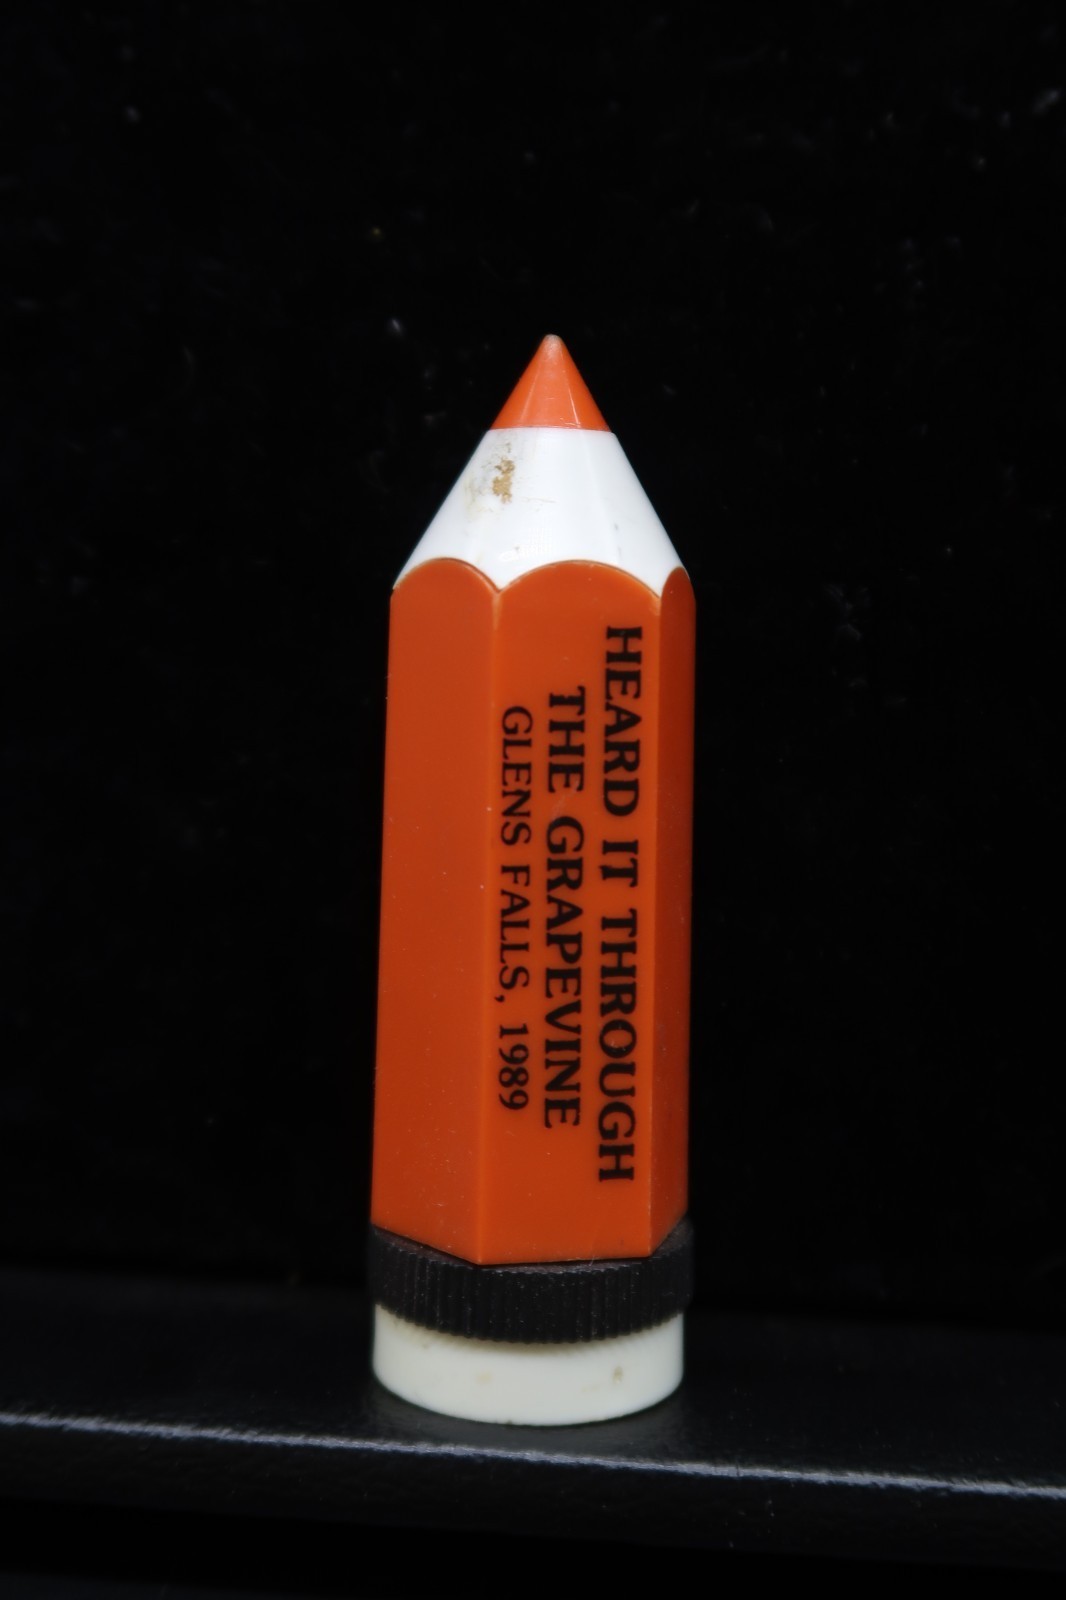 HEARD IT THROUGH
THE GRAPEVINE
GLENS FALLS, 1989